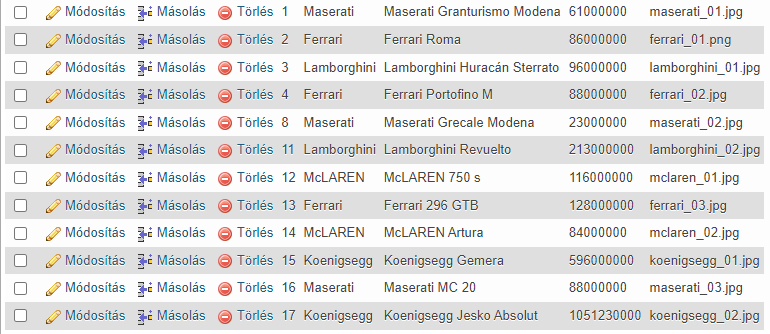 Módosítás Másolás Törlés 1 Maserati Maserati Granturismo Modena 61000000 maserati_01.jpg
Módosítás Másolás Törlés 2 Ferrari Ferrari Roma 86000000 ferrari_01.png
Módosítás Másolás Törlés 3 Lamborghini Lamborghini Huracán Sterrato 96000000 lamborghini_01.jpg
Módosítás Másolás Törlés 4 Ferrari Ferrari Portofino M 88000000 ferrari_02.jpg
Módosítás Másolás Törlés 8 Maserati Maserati Grecale Modena 23000000 maserati_02.jpg
Módosítás Másolás Törlés 11 Lamborghini Lamborghini Revuelto 213000000 lamborghini_02.jpg
Módosítás Másolás Törlés 12 McLAREN McLAREN 750 s 116000000 mclaren_01.jpg
Módosítás Másolás Törlés 13 Ferrari Ferrari 296 GTB 128000000 ferrari_03.jpg
Módosítás Másolás Törlés 14 McLAREN McLAREN Artura 84000000 mclaren_02.jpg
Módosítás Másolás Törlés 15 Koenigsegg Koenigsegg Gemera 596000000 koenigsegg_01.jpg
Módosítás Másolás Törlés 16 Maserati Maserati MC 20 88000000 maserati_03.jpg
Módosítás Másolás Törlés 17 Koenigsegg Koenigsegg Jesko Absolut 1051230000 koenigsegg_02.jpg